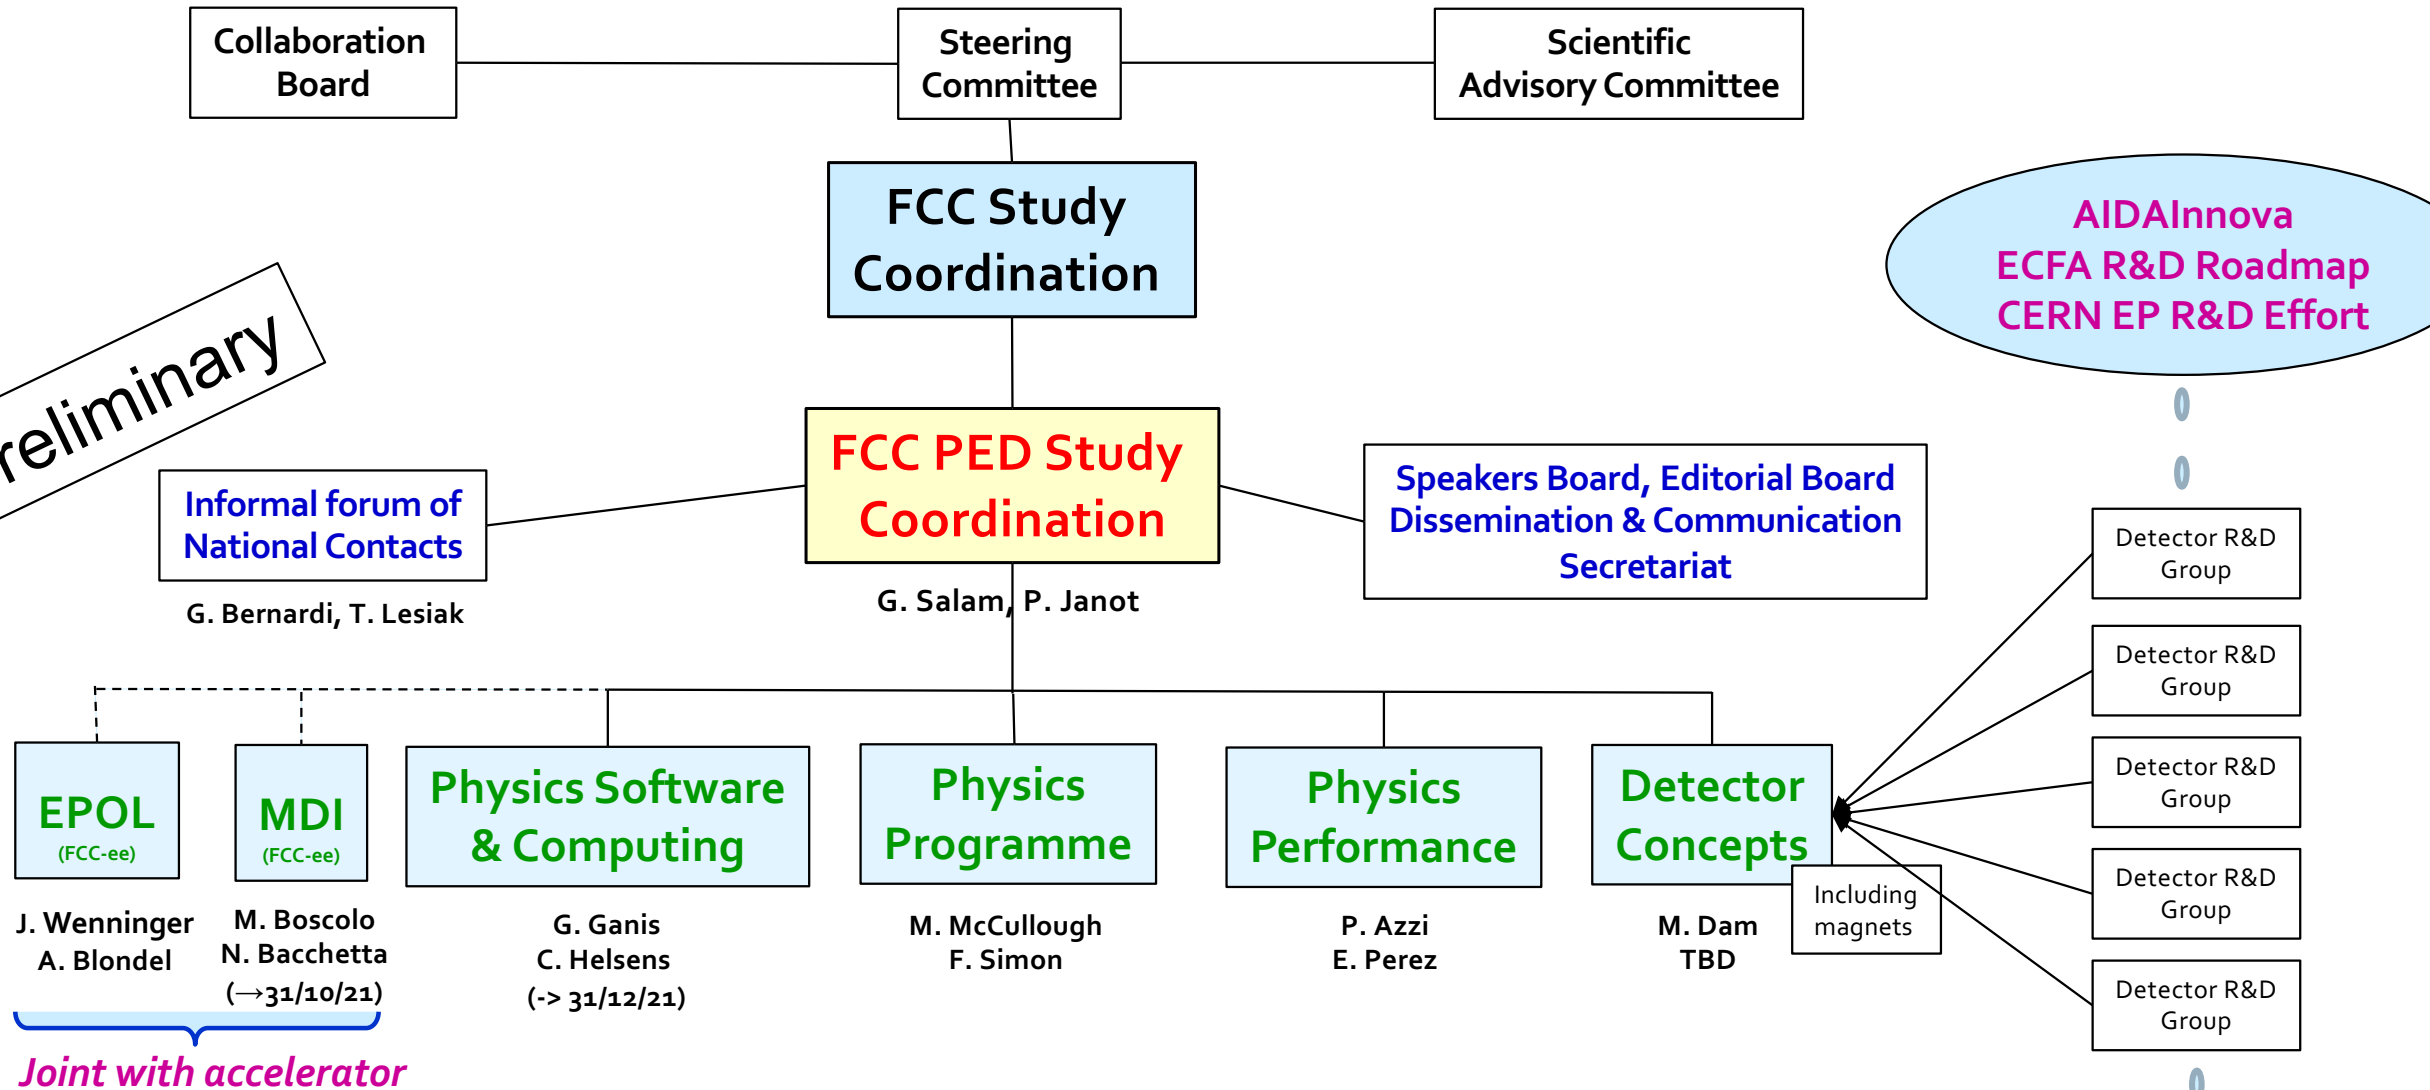 Collaboration
Board
Steering
Committee
Scientific
Advisory Committee
FCC Study
Coordination
AIDAInnova
ECFA R&D Roadmap
CERN EP R&D Effort
reliminary
FCC PED Study
Coordination
G. Salam, P. Janot
Informal forum of
National Contacts
G. Bernardi, T. Lesiak
Speakers Board, Editorial Board
Dissemination & Communication
Secretariat
Detector R&D
Group
Detector R&D
Group
Detector R&D
Group
Detector R&D
Group
Detector R&D
Group
EPOL
(FCC-ee)
J. Wenninger
A. Blondel
MDI
(FCC-ee)
M. Boscolo
N. Bacchetta
(→31/10/21)
Joint with accelerator
Physics Software
& Computing
G. Ganis
C. Helsens
(-> 31/12/21)
Physics
Programme
M. McCullough
F. Simon
Physics
Performance
P. Azzi
E. Perez
Detector
Concepts
Including
magnets
M. Dam
TBD